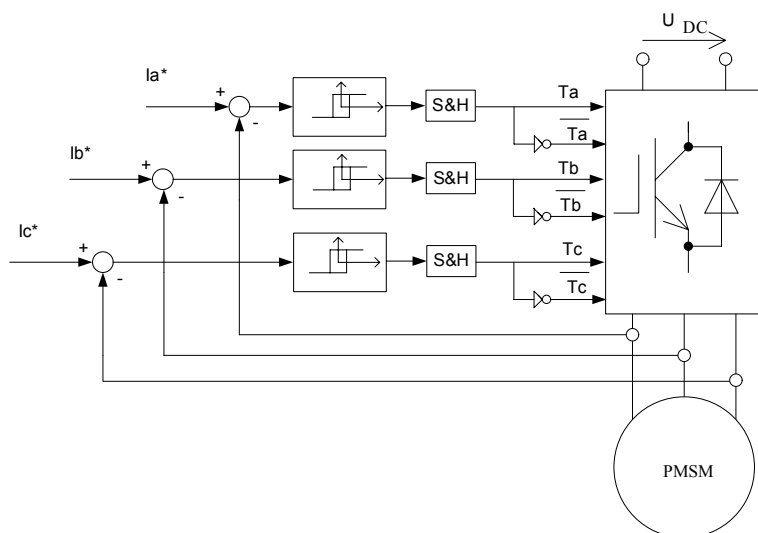 U DC
Ia*
+
-
S&H
Ta
Ta
Ib*
+
-
S&H
Tb
Tb
Ic*
+
-
S&H
Tc
Tc
PMSM